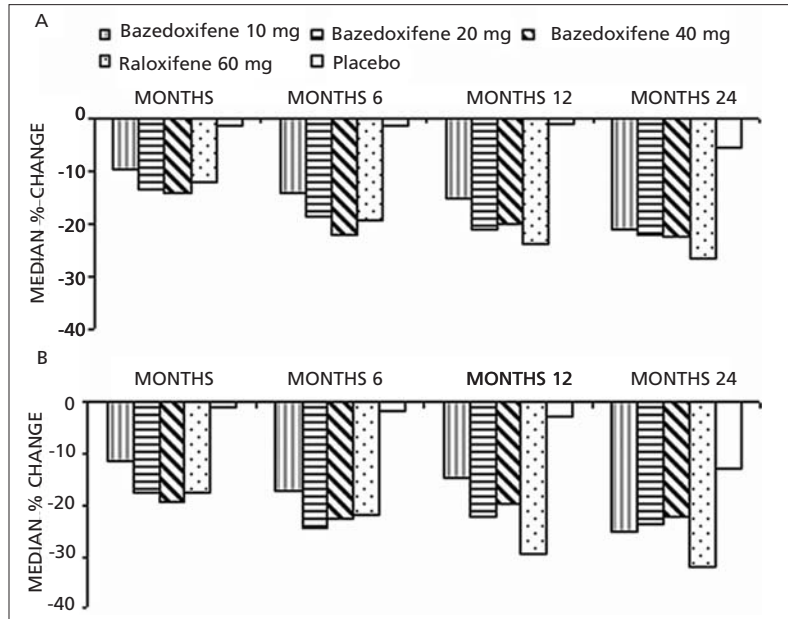 A
Bazedoxifene 10 mg Bazedoxifene 20 mg Bazedoxifene 40 mg
Raloxifene 60 mg Placebo
MONTHS MONTHS 6 MONTHS 12 MONTHS 24
MEDIAN %-CHANGE
0
-10
-20
-30
-40
B
MONTHS MONTHS 6 MONTHS 12 MONTHS 24
MEDIAN % CHANGE
0
-10
-20
-30
-40